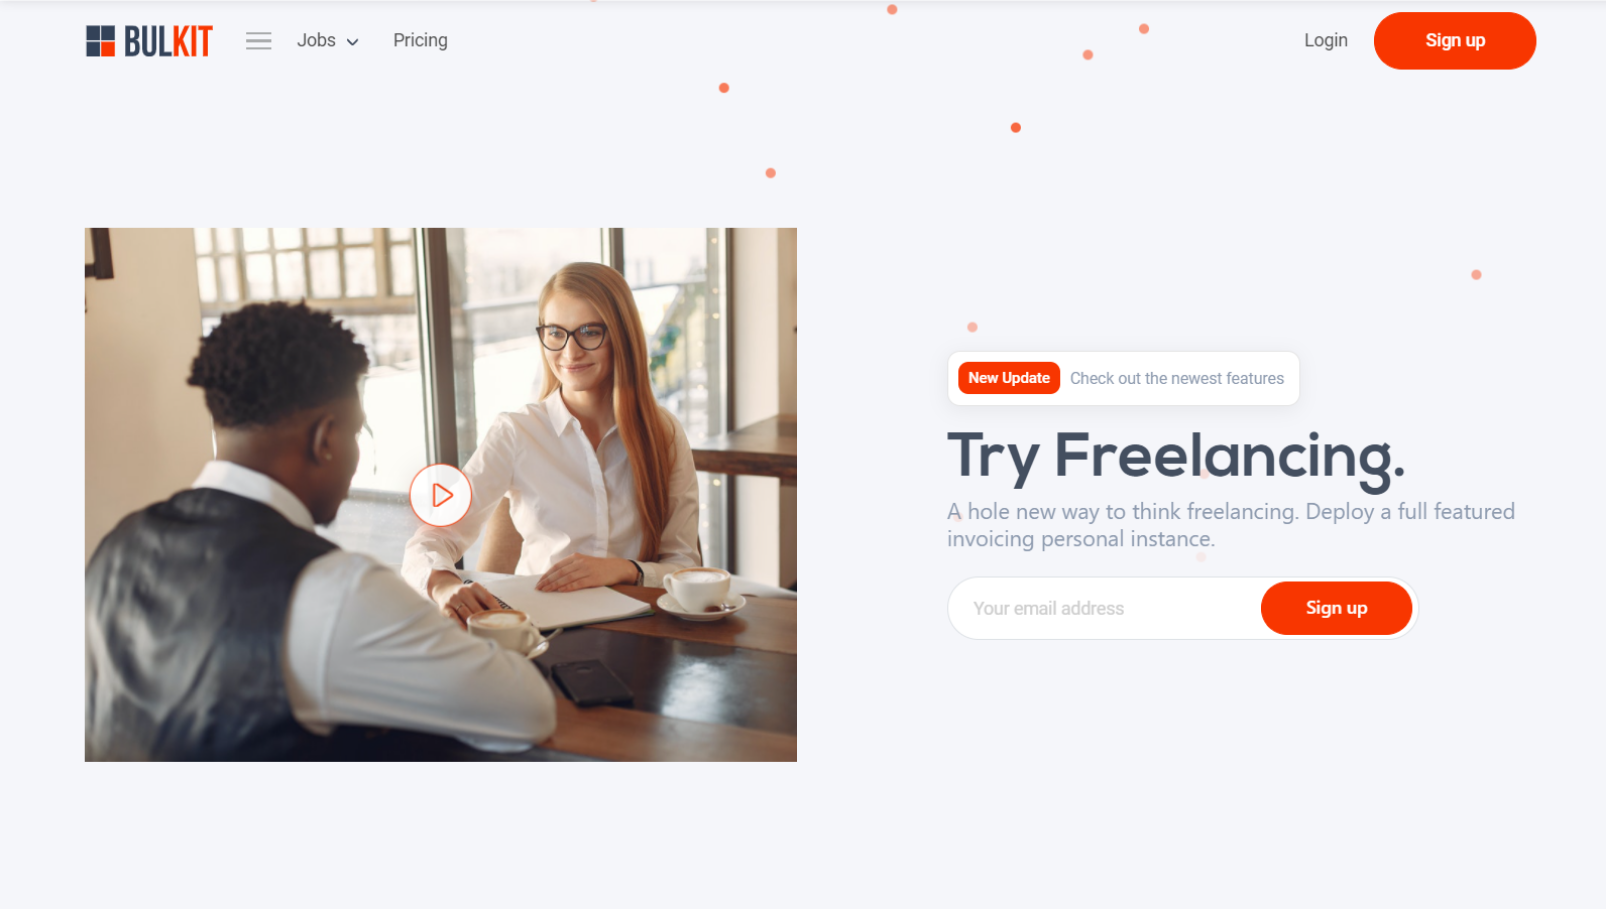 BULKIT
Jobs
Pricing
Login
Sign up
New Update
Check out the newest features
Try Freelancing.
A hole new way to think freelancing. Deploy a full featured
invoicing personal instance.
Your email address
Sign up